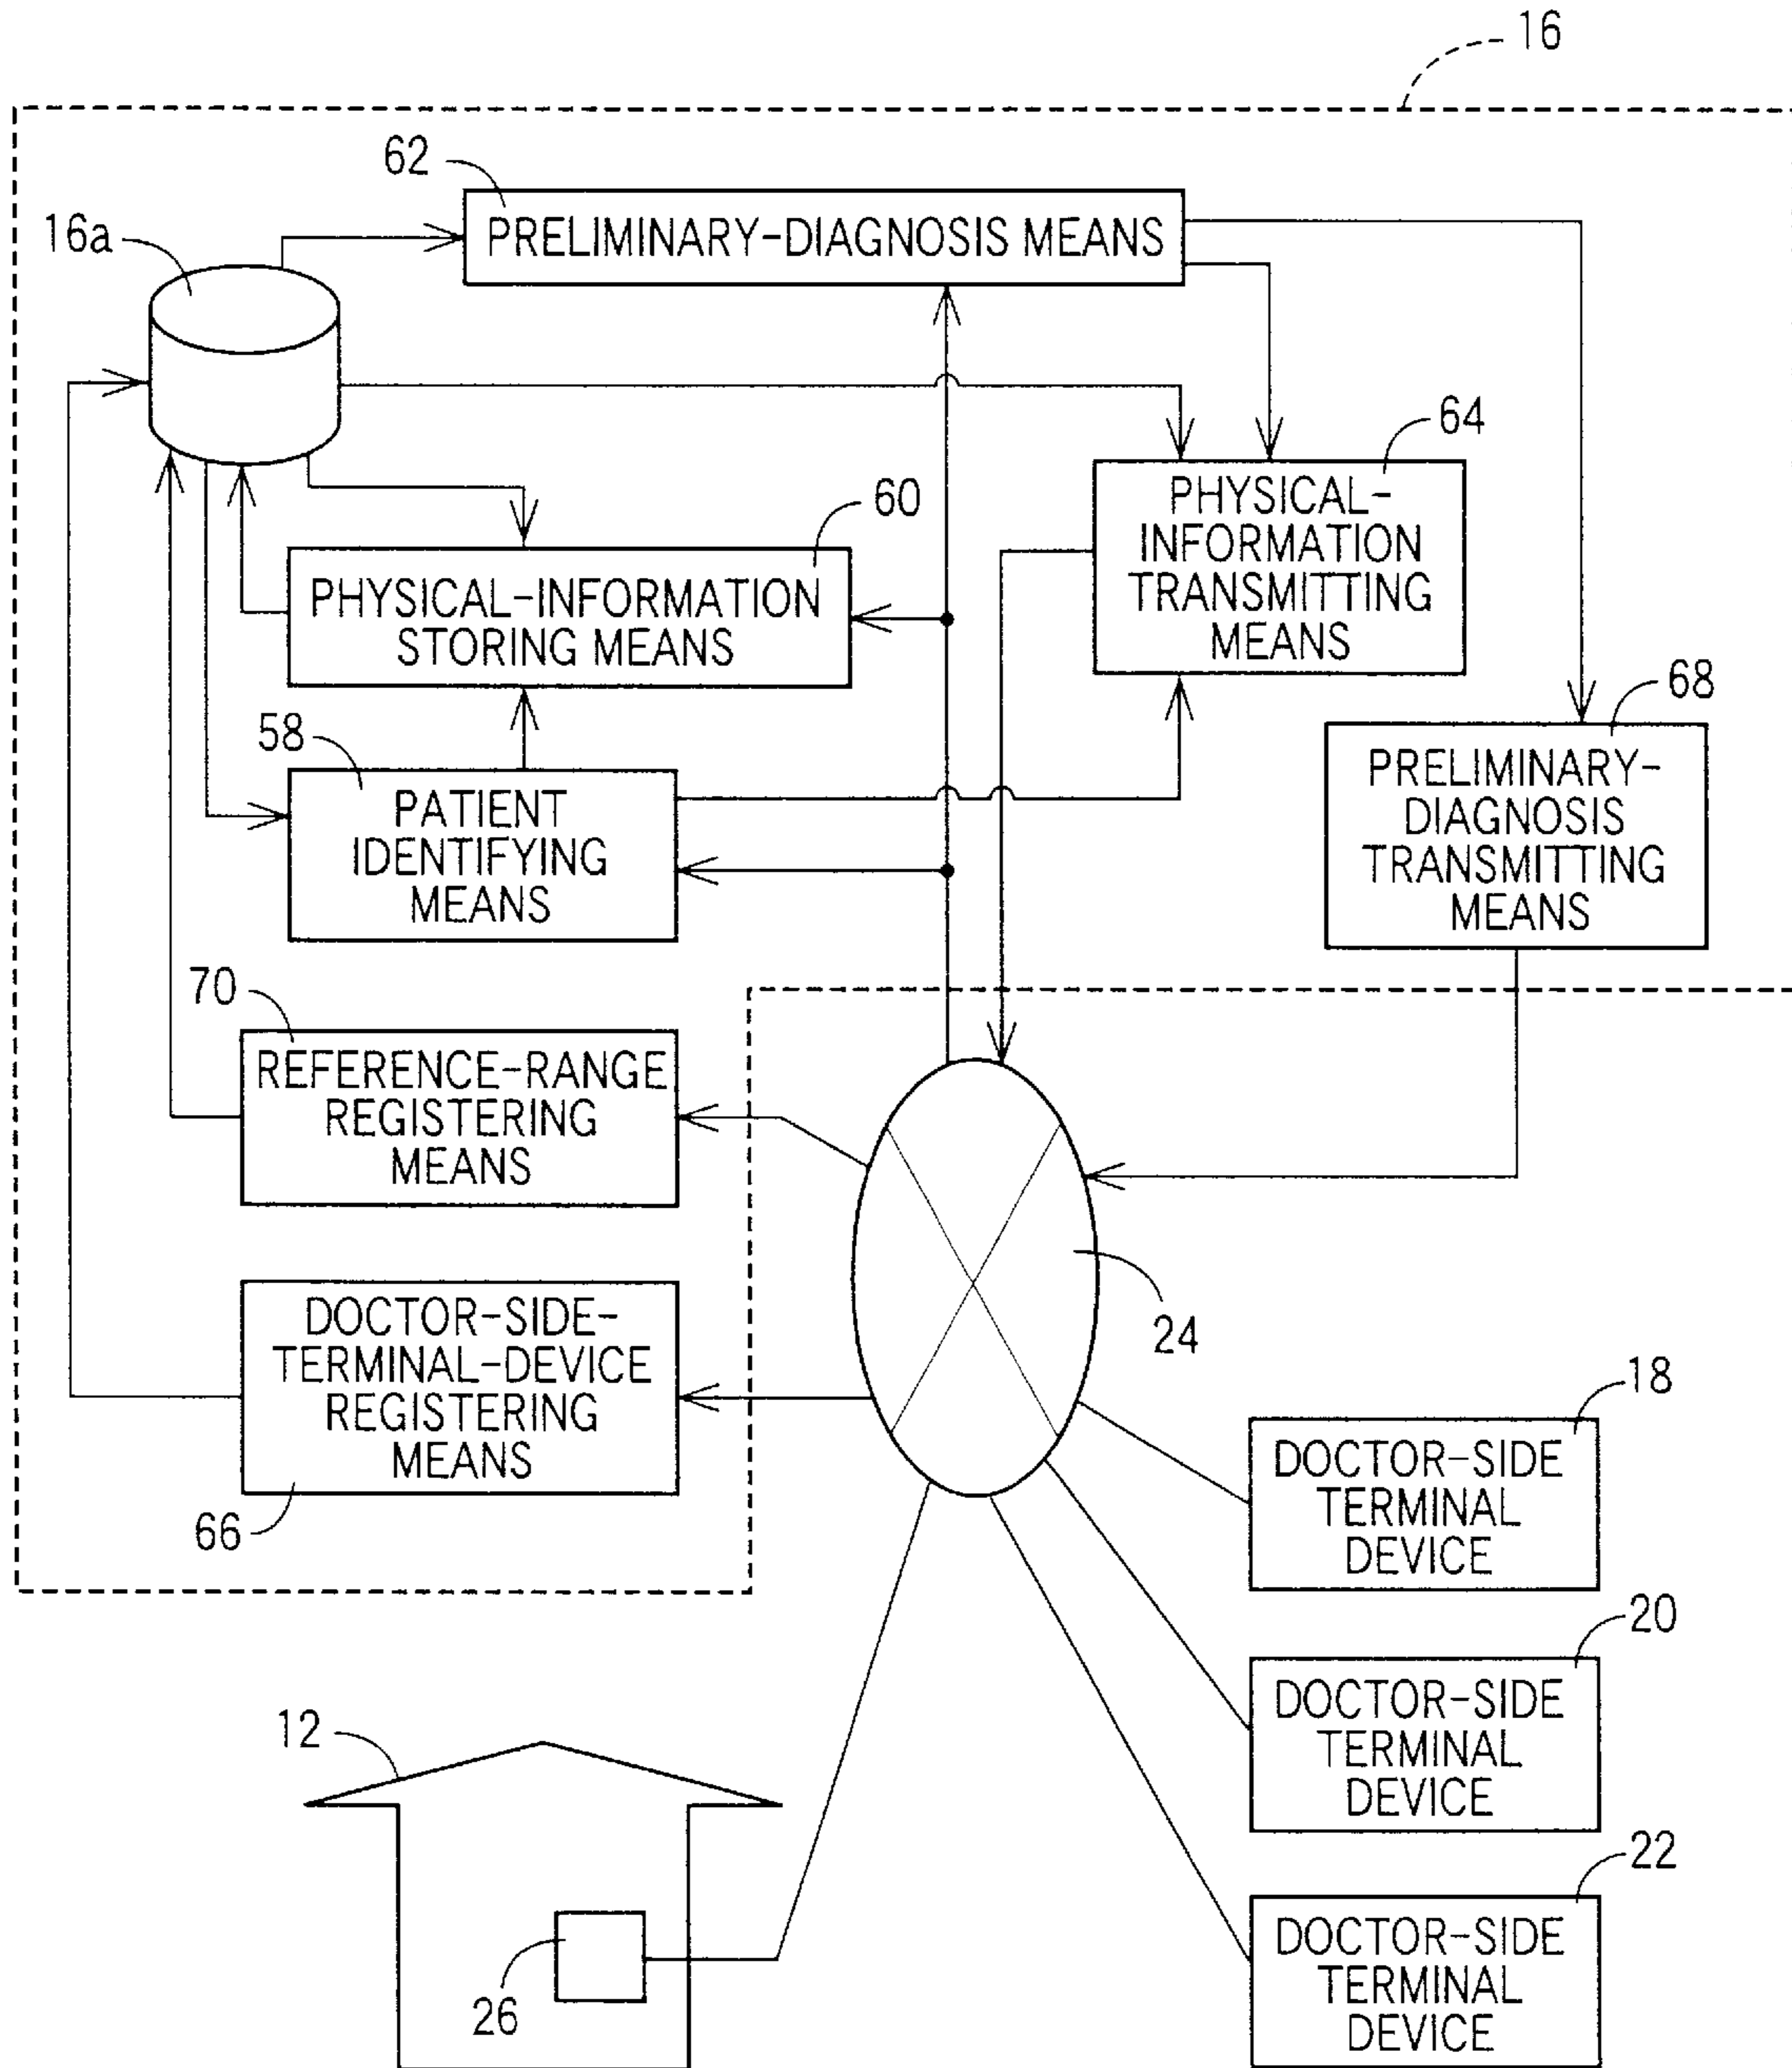 16
62
PRELIMINARY-DIAGNOSIS MEANS
16a
64
PHYSICAL-
INFORMATION
TRANSMITTING
MEANS
60
PHYSICAL-INFORMATION
STORING MEANS
68
PRELIMINARY-
DIAGNOSIS
TRANSMITTING
MEANS
58
PATIENT
IDENTIFYING
MEANS
70
REFERENCE-RANGE
REGISTERING
MEANS
24
DOCTOR-SIDE-
TERMINAL-DEVICE
REGISTERING
MEANS
66
18
DOCTOR-SIDE
TERMINAL
DEVICE
20
DOCTOR-SIDE
TERMINAL
DEVICE
12
26
22
DOCTOR-SIDE
TERMINAL
DEVICE